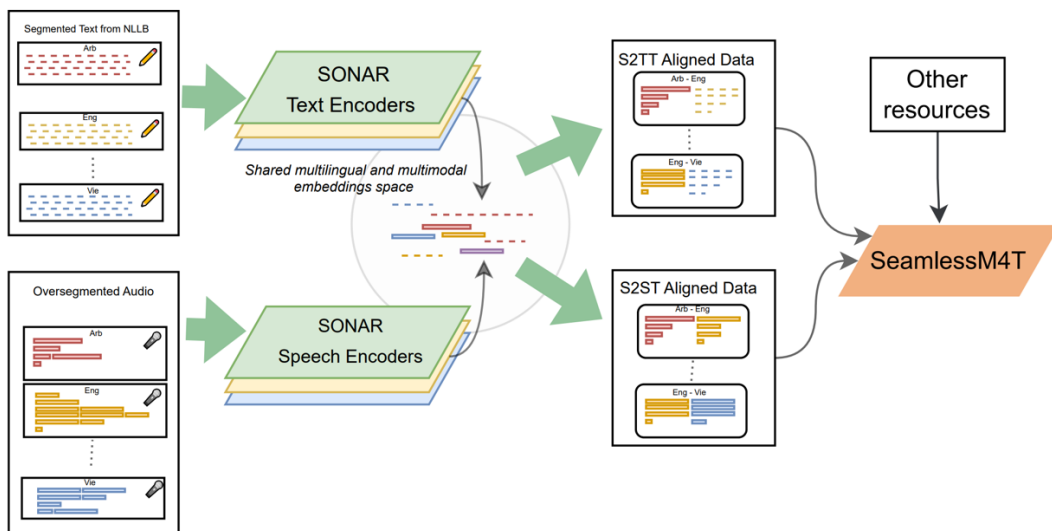 Segmented Text from NLLB
Arb
Eng
Vie
Oversegmented Audio
Arb
Eng
Vie
SONAR
Text Encoders
Shared multilingual and multimodal
embeddings space
SONAR
Speech Encoders
S2TT Aligned Data
Arb - Eng
Eng - Vie
S2ST Aligned Data
Arb - Eng
Eng - Vie
Other
resources
SeamlessM4T